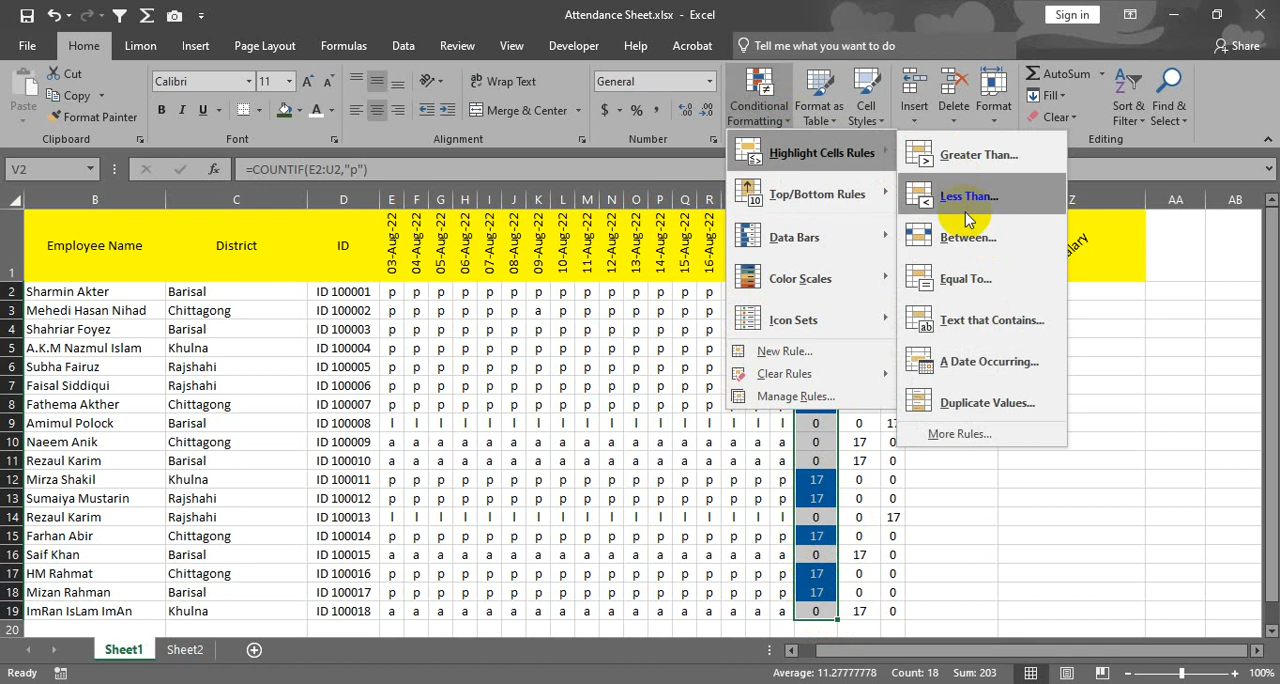 Attendance Sheet.xlsx - Excel
Sign in
File Home Limon Insert Page Layout Formulas Data Review View Developer Help Acrobat Tell me what you want to do Share
Paste
Cut
Copy
Format Painter
Clipboard
Calibri 11
B I U
Font
Wrap Text
Merge & Center
Alignment
General
$ % ,
Number
Conditional Formatting
Format as Table
Cell Styles
Insert Delete Format
AutoSum
Fill
Clear
Sort & Filter
Find & Select
Editing
Highlight Cells Rules
Top/Bottom Rules
Data Bars
Color Scales
Icon Sets
New Rule...
Clear Rules
Manage Rules...
Greater Than...
Less Than...
Between...
Equal To...
Text that Contains...
A Date Occurring...
Duplicate Values...
More Rules...
V2 fx =COUNTIF(E2:U2,"p")
B C D E F G H I J K L M N O P Q R Z AA AB
1 Employee Name District ID 03-Aug-22 04-Aug-22 05-Aug-22 06-Aug-22 07-Aug-22 08-Aug-22 09-Aug-22 10-Aug-22 11-Aug-22 12-Aug-22 13-Aug-22 14-Aug-22 15-Aug-22 16-Aug-22
2 Sharmin Akter Barisal ID 100001 p p p p p p p p p p p p p p
3 Mehedi Hasan Nihad Chittagong ID 100002 p p p p p p a p p p p p p p
4 Shahriar Foyez Barisal ID 100003 p p p p p p p p p p p p p p
5 A.K.M Nazmul Islam Khulna ID 100004 p p p p p p p p p p p p p p
6 Subha Fairuz Rajshahi ID 100005 p p p p p p p p p p p p p p
7 Faisal Siddiqui Rajshahi ID 100006 p p p p p p p p p p p p p p
8 Fathema Akther Chittagong ID 100007 p p p p p p p p p p p p p p
9 Amimul Polock Barisal ID 100008 l l l l l l l l l l l l l l l l l 0 0 17
10 Naeem Anik Chittagong ID 100009 a a a a a a a a a a a a a a a a a 0 17 0
11 Rezaul Karim Barisal ID 100010 a a a a a a a a a a a a a a a a a 0 17 0
12 Mirza Shakil Khulna ID 100011 p p p p p p p p p p p p p p p p p 17 0 0
13 Sumaiya Mustarin Rajshahi ID 100012 p p p p p p p p p p p p p p p p p 17 0 0
14 Rezaul Karim Rajshahi ID 100013 l l l l l l l l l l l l l l l l l 0 0 17
15 Farhan Abir Chittagong ID 100014 p p p p p p p p p p p p p p p p p 17 0 0
16 Saif Khan Barisal ID 100015 a a a a a a a a a a a a a a a a a 0 17 0
17 HM Rahmat Chittagong ID 100016 p p p p p p p p p p p p p p p p p 17 0 0
18 Mizan Rahman Barisal ID 100017 p p p p p p p p p p p p p p p p p 17 0 0
19 ImRan IsLam ImAn Khulna ID 100018 a a a a a a a a a a a a a a a a a 0 17 0
20
Sheet1 Sheet2
Ready Average: 11.27777778 Count: 18 Sum: 203 100%